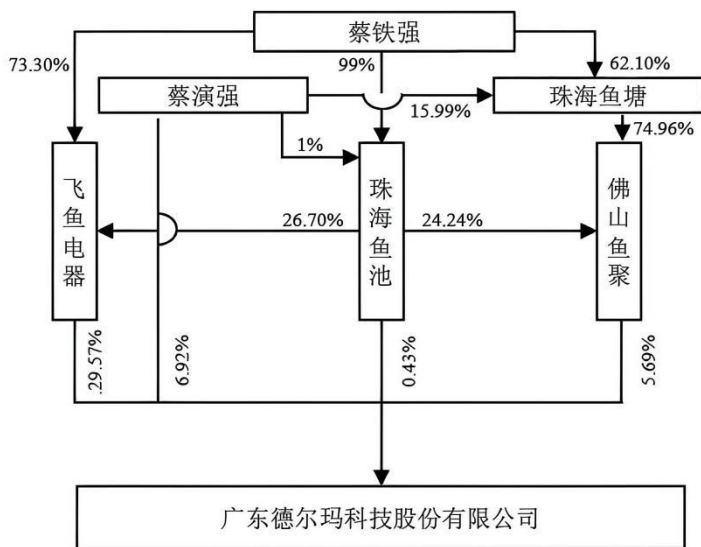 蔡铁强
73.30%
99%
62.10%
蔡演强
15.99%
珠海鱼塘
74.96%
1%
飞鱼电器
26.70%
珠海鱼池
24.24%
佛山鱼聚
.29.57%
6.92%
0.43%
5.69%
广东德尔玛科技股份有限公司